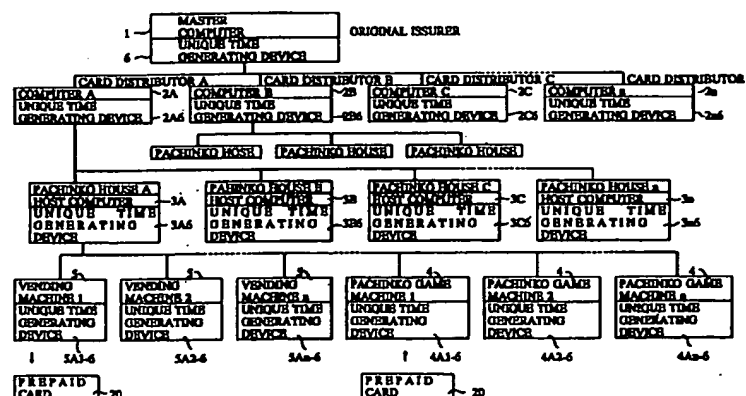 MASTER
1 COMPUTER ORIGINAL ISSURER
UNIQUE TIME
6 GENERATING DEVICE
CARD DISTRIBUTOR A CARD DISTRIBUTOR B CARD DISTRIBUTOR C CARD DISTRIBUTOR
COMPUTER A 2A COMPUTER B 2B COMPUTER C 2C COMPUTER n 2n
UNIQUE TIME UNIQUE TIME UNIQUE TIME UNIQUE TIME
GENERATING DEVICE 2A6 GENERATING DEVICE 2B6 GENERATING DEVICE 2C6 GENERATING DEVICE 2n6
PACHINKO HOSE PACHINKO HOUSE PACHINKO HOUSE
PACHINKO HOUSE A PAHINKO HOUSE B PACHINKO HOUSE C PACHINKO HOUSE n
HOST COMPUTER 3A HOST COMPUTER 3B HOST COMPUTER 3C HOST COMPUTER 3n
UNIQUE TIME UNIQUE TIME UNIQUE TIME UNIQUE TIME
GENERATING 3A6 GENERATING 3B6 GENERATING 3C6 GENERATING 3n6
DEVICE DEVICE DEVICE DEVICE
5 5 5 4 4 4
VENDING VENDING VENDING PACHINKO GAME PACHINKO GAME PACHINKO GAME
MACHINE 1 MACHINE 2 MACHINE n MACHINE 1 MACHINE 2 MACHINE n
UNIQUE TIME UNIQUE TIME UNIQUE TIME UNIQUE TIME UNIQUE TIME UNIQUE TIME
GENERATING GENERATING GENERATING GENERATING GENERATING GENERATING
DEVICE DEVICE DEVICE DEVICE DEVICE DEVICE
5A1-6 5A2-6 5An-6 4A1-6 4A2-6 4An-6
PREPAID PREPAID
CARD 20 CARD 20